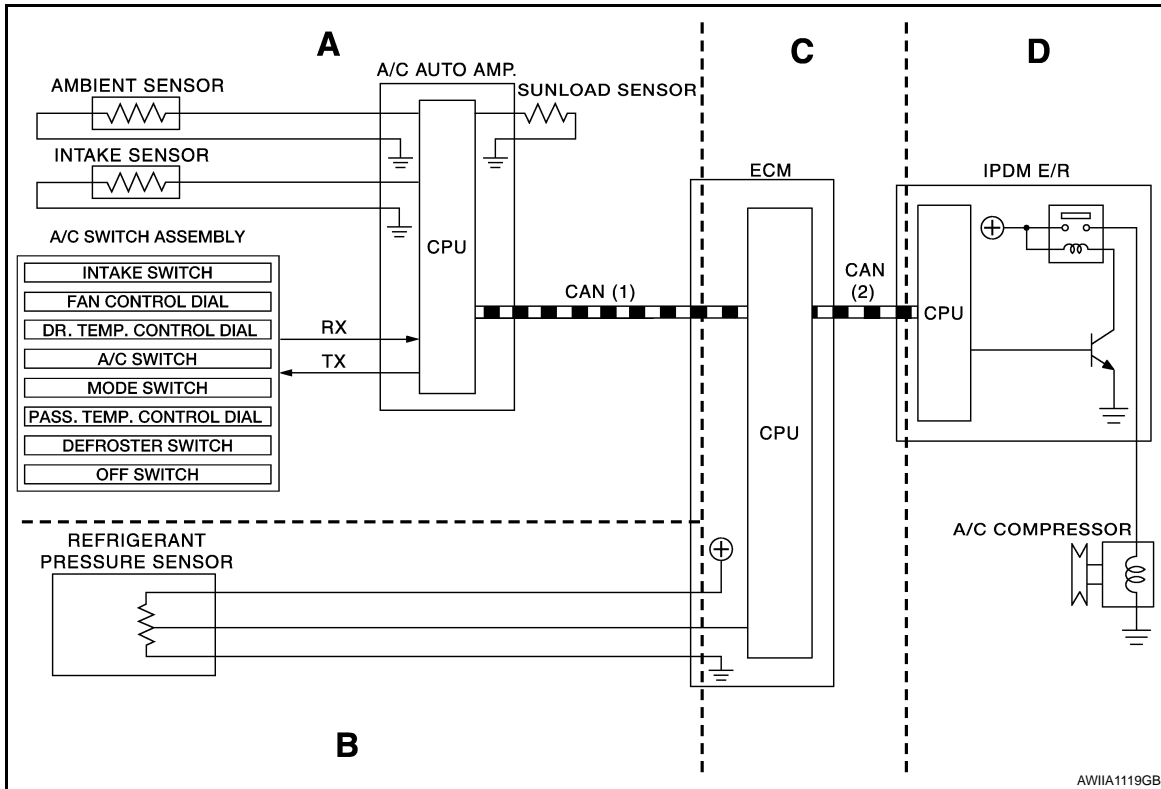 A
C
D
A/C AUTO AMP.
AMBIENT SENSOR
SUNLOAD SENSOR
INTAKE SENSOR
ECM
IPDM E/R
A/C SWITCH ASSEMBLY
CPU
INTAKE SWITCH
FAN CONTROL DIAL
DR. TEMP. CONTROL DIAL
A/C SWITCH
MODE SWITCH
PASS. TEMP. CONTROL DIAL
DEFROSTER SWITCH
OFF SWITCH
RX
TX
CAN (1)
CAN
(2)
CPU
CPU
REFRIGERANT
PRESSURE SENSOR
A/C COMPRESSOR
B
AWIIA1119GB